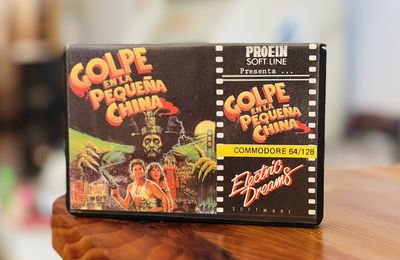 GOLPE
EN LA
PEQUEÑA
CHINA
PROEIN
SOFT. LINE
Presenta ...
GOLPE
EN LA
PEQUEÑA
CHINA
COMMODORE 64/128
Electric
Dreams
SOFTWARE